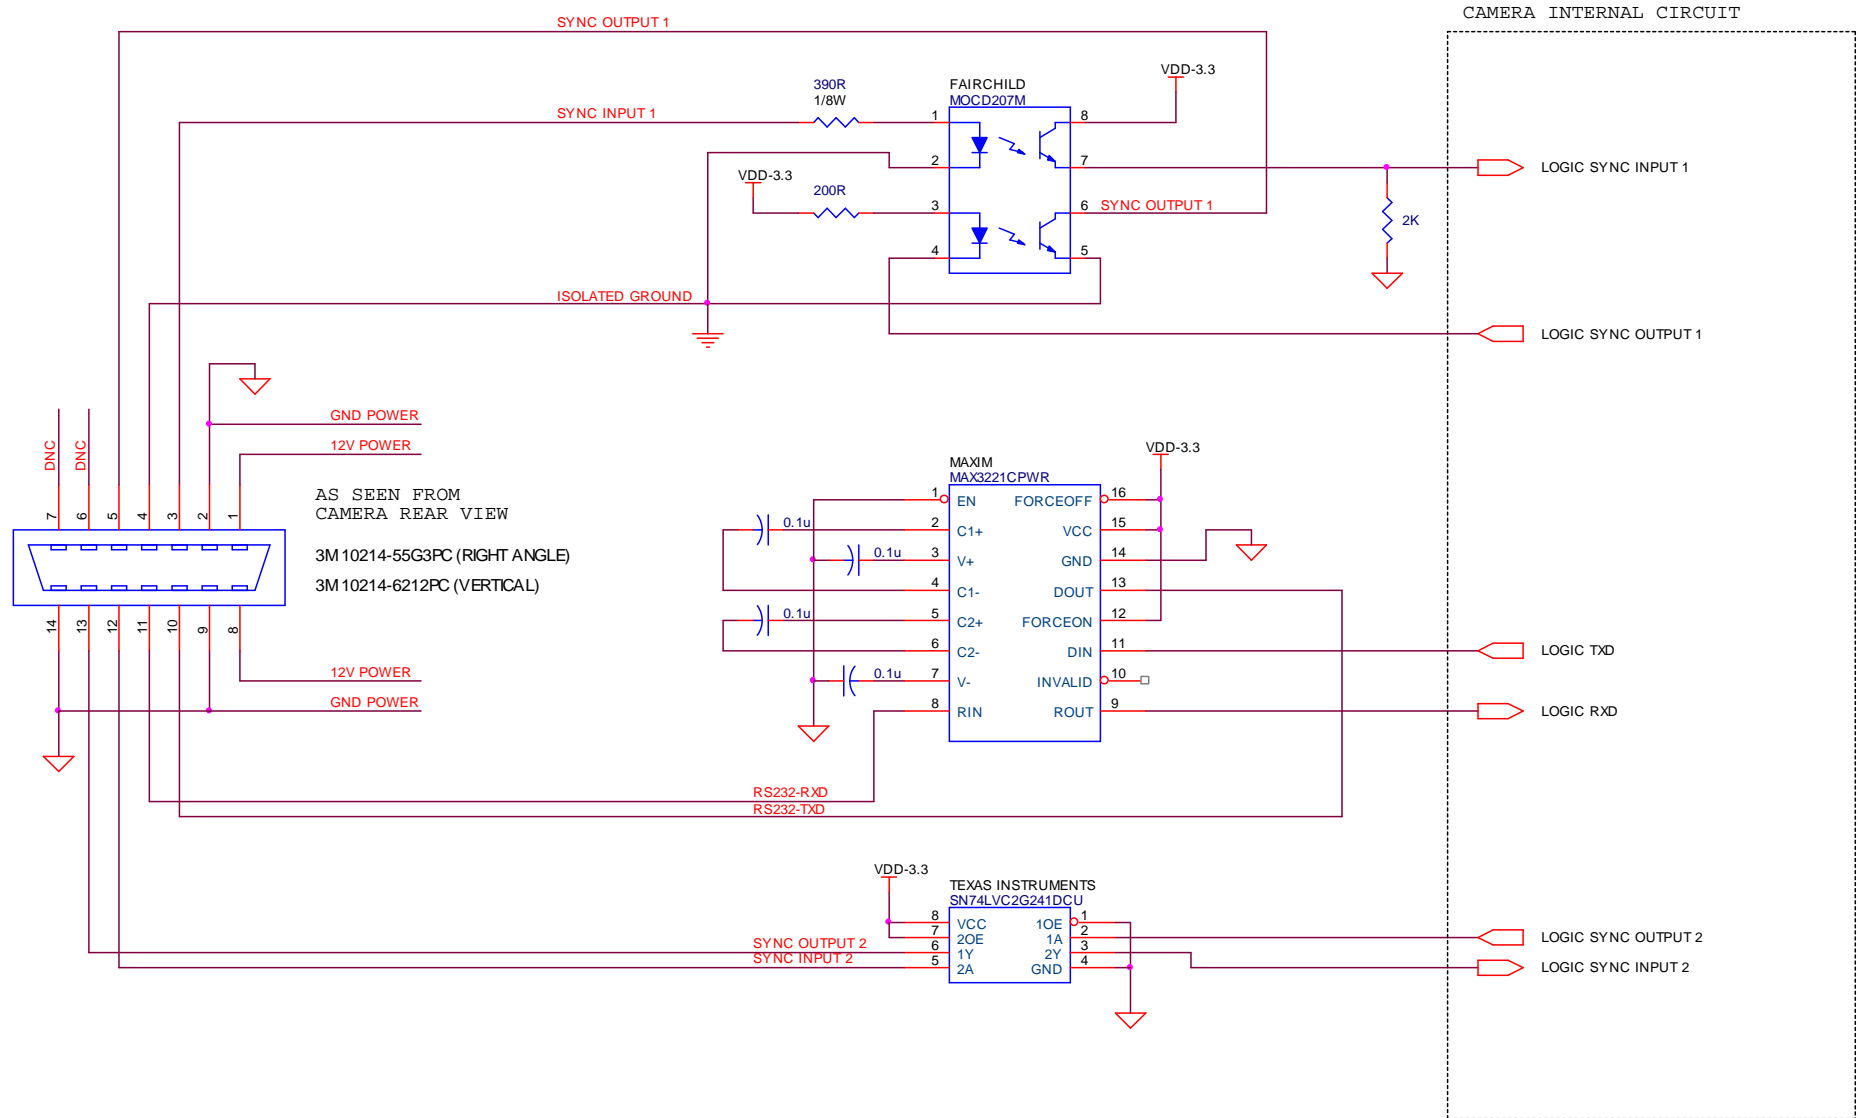 CAMERA INTERNAL CIRCUIT
SYNC OUTPUT 1
VDD-3.3
390R
1/8W
FAIRCHILD
MOCD207M
SYNC INPUT 1
1
8
2
7
LOGIC SYNC INPUT 1
VDD-3.3
200R
3
6
SYNC OUTPUT 1
2K
4
5
ISOLATED GROUND
LOGIC SYNC OUTPUT 1
GND POWER
12V POWER
DNC
DNC
AS SEEN FROM
CAMERA REAR VIEW
7
6
5
4
3
2
1
3M 10214-55G3PC (RIGHT ANGLE)
3M 10214-6212PC (VERTICAL)
14
13
12
11
10
9
8
12V POWER
GND POWER
VDD-3.3
MAXIM
MAX3221CPWR
1
EN
FORCEOFF
16
0.1u
2
C1+
VCC
15
0.1u
3
V+
GND
14
4
C1-
DOUT
13
0.1u
5
C2+
FORCEON
12
6
C2-
DIN
11
LOGIC TXD
0.1u
7
V-
INVALID
10
8
RIN
ROUT
9
LOGIC RXD
RS232-RXD
RS232-TXD
VDD-3.3
TEXAS INSTRUMENTS
SN74LVC2G241DCU
8
VCC
1OE
1
7
2OE
1A
2
LOGIC SYNC OUTPUT 2
SYNC OUTPUT 2
6
1Y
2Y
3
SYNC INPUT 2
5
2A
GND
4
LOGIC SYNC INPUT 2